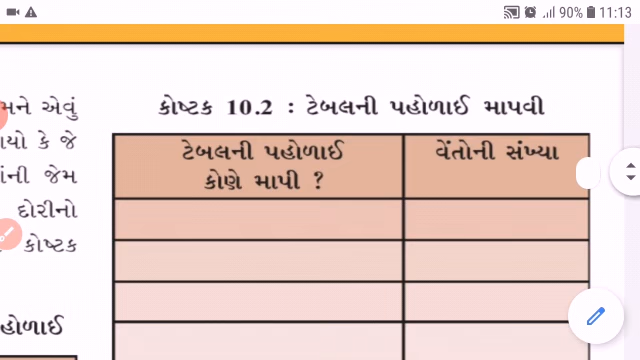 90% 11:13
મને એવું
કે જે
ની જેમ
દોરીનો
કોષ્ટક
કોષ્ટક 10.2 : ટેબલની પહોળાઈ માપવી
ટેબલની પહોળાઈ
કોણે માપી ?
વેંતોની સંખ્યા